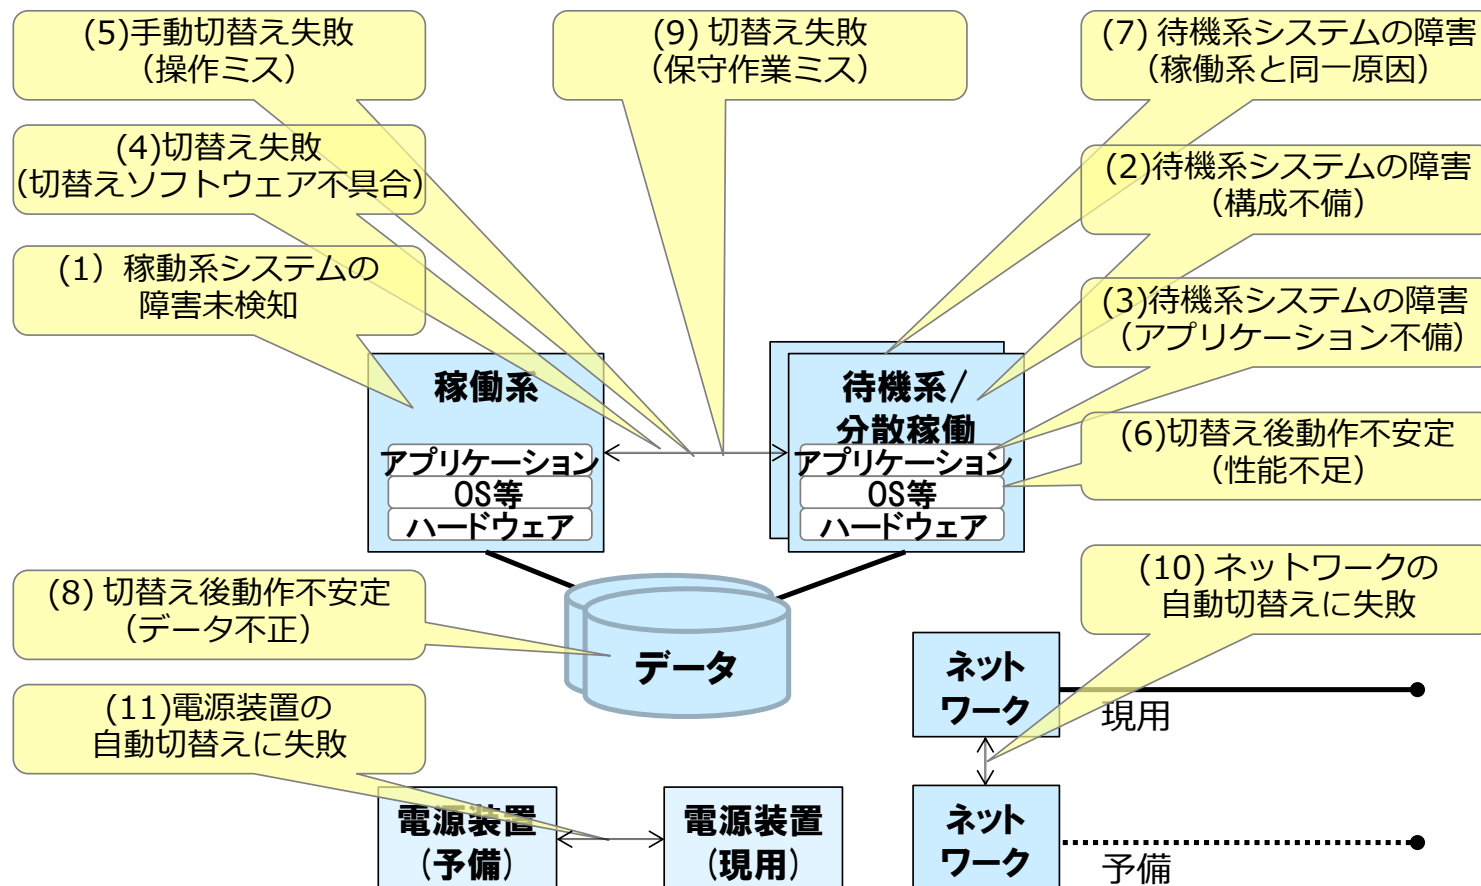 (5)手動切替え失敗
（操作ミス）
(9) 切替え失敗
（保守作業ミス）
(7) 待機系システムの障害
（稼働系と同一原因）
(4)切替え失敗
（切替えソフトウェア不具合）
(2)待機系システムの障害
（構成不備）
(1）稼動系システムの
障害未検知
(3)待機系システムの障害
（アプリケーション不備）
稼働系
アプリケーション
OS等
ハードウェア
待機系/
分散稼働
アプリケーション
OS等
ハードウェア
(6)切替え後動作不安定
（性能不足）
(8) 切替え後動作不安定
（データ不正）
データ
(10) ネットワークの
自動切替えに失敗
(11)電源装置の
自動切替えに失敗
ネット
ワーク
現用
電源装置
(予備)
電源装置
(現用)
ネット
ワーク
予備